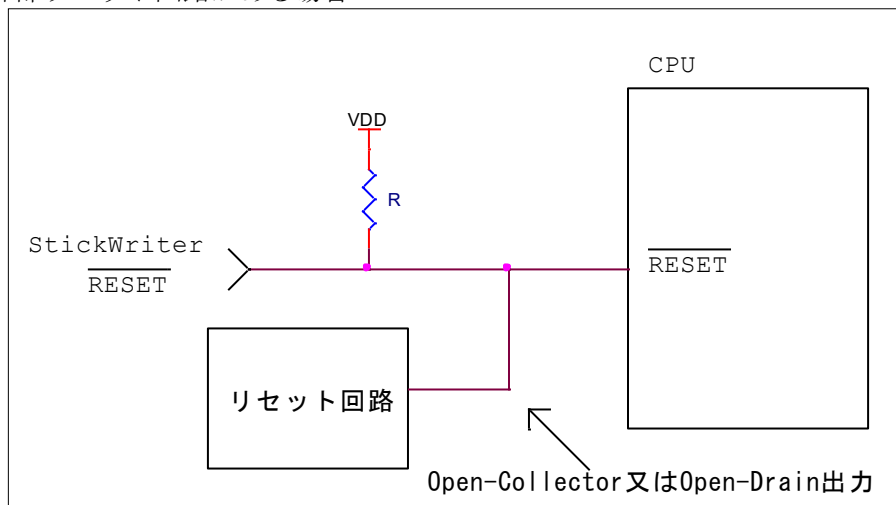 CPU
VDD
R
StickWriter
RESET
RESET
リセット回路
Open-Collector又はOpen-Drain出力